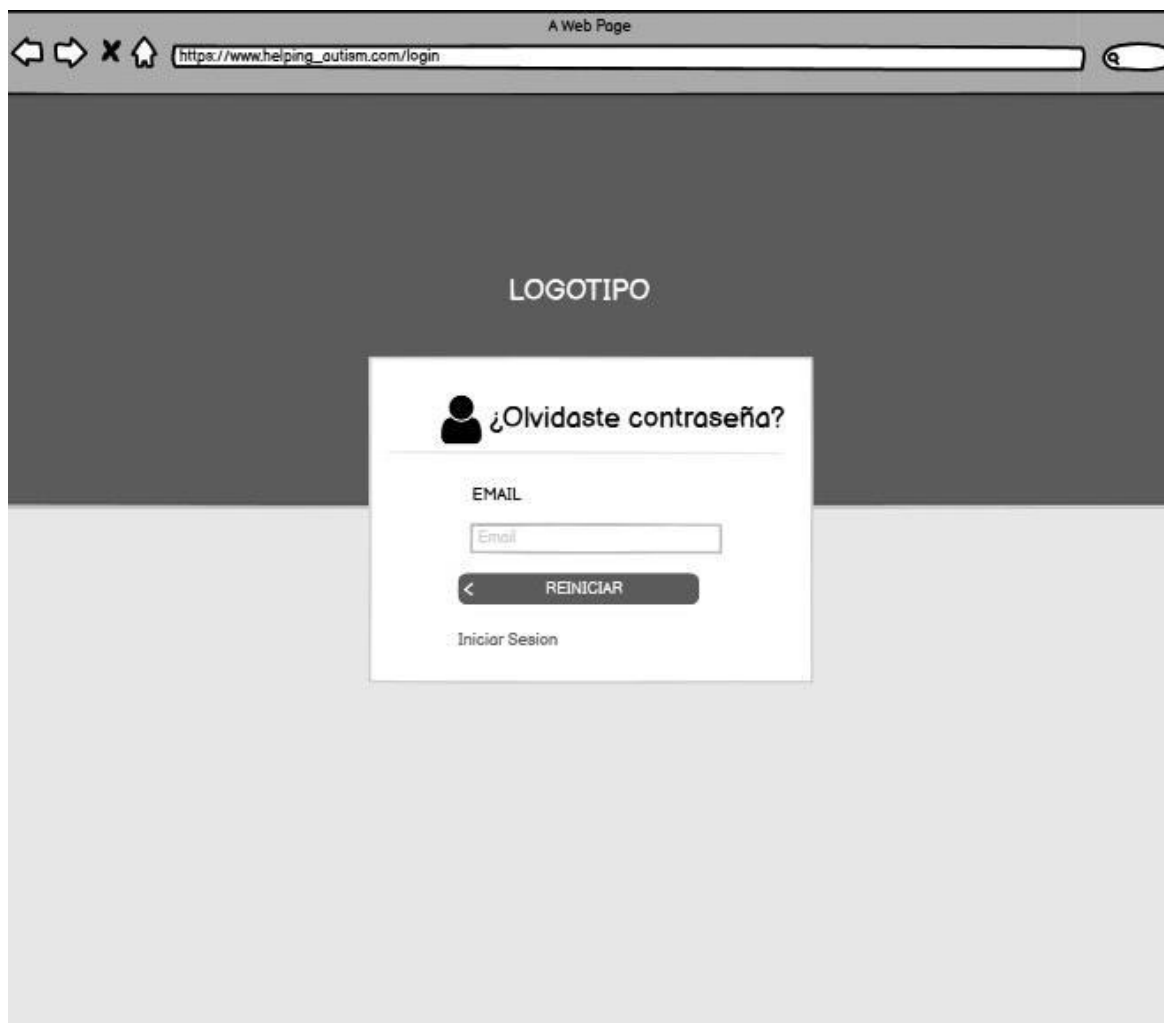 A Web Page
https://www.helping_autism.com/login
LOGOTIPO
¿Olvidaste contraseña?
EMAIL
Email
REINICIAR
Iniciar Sesion